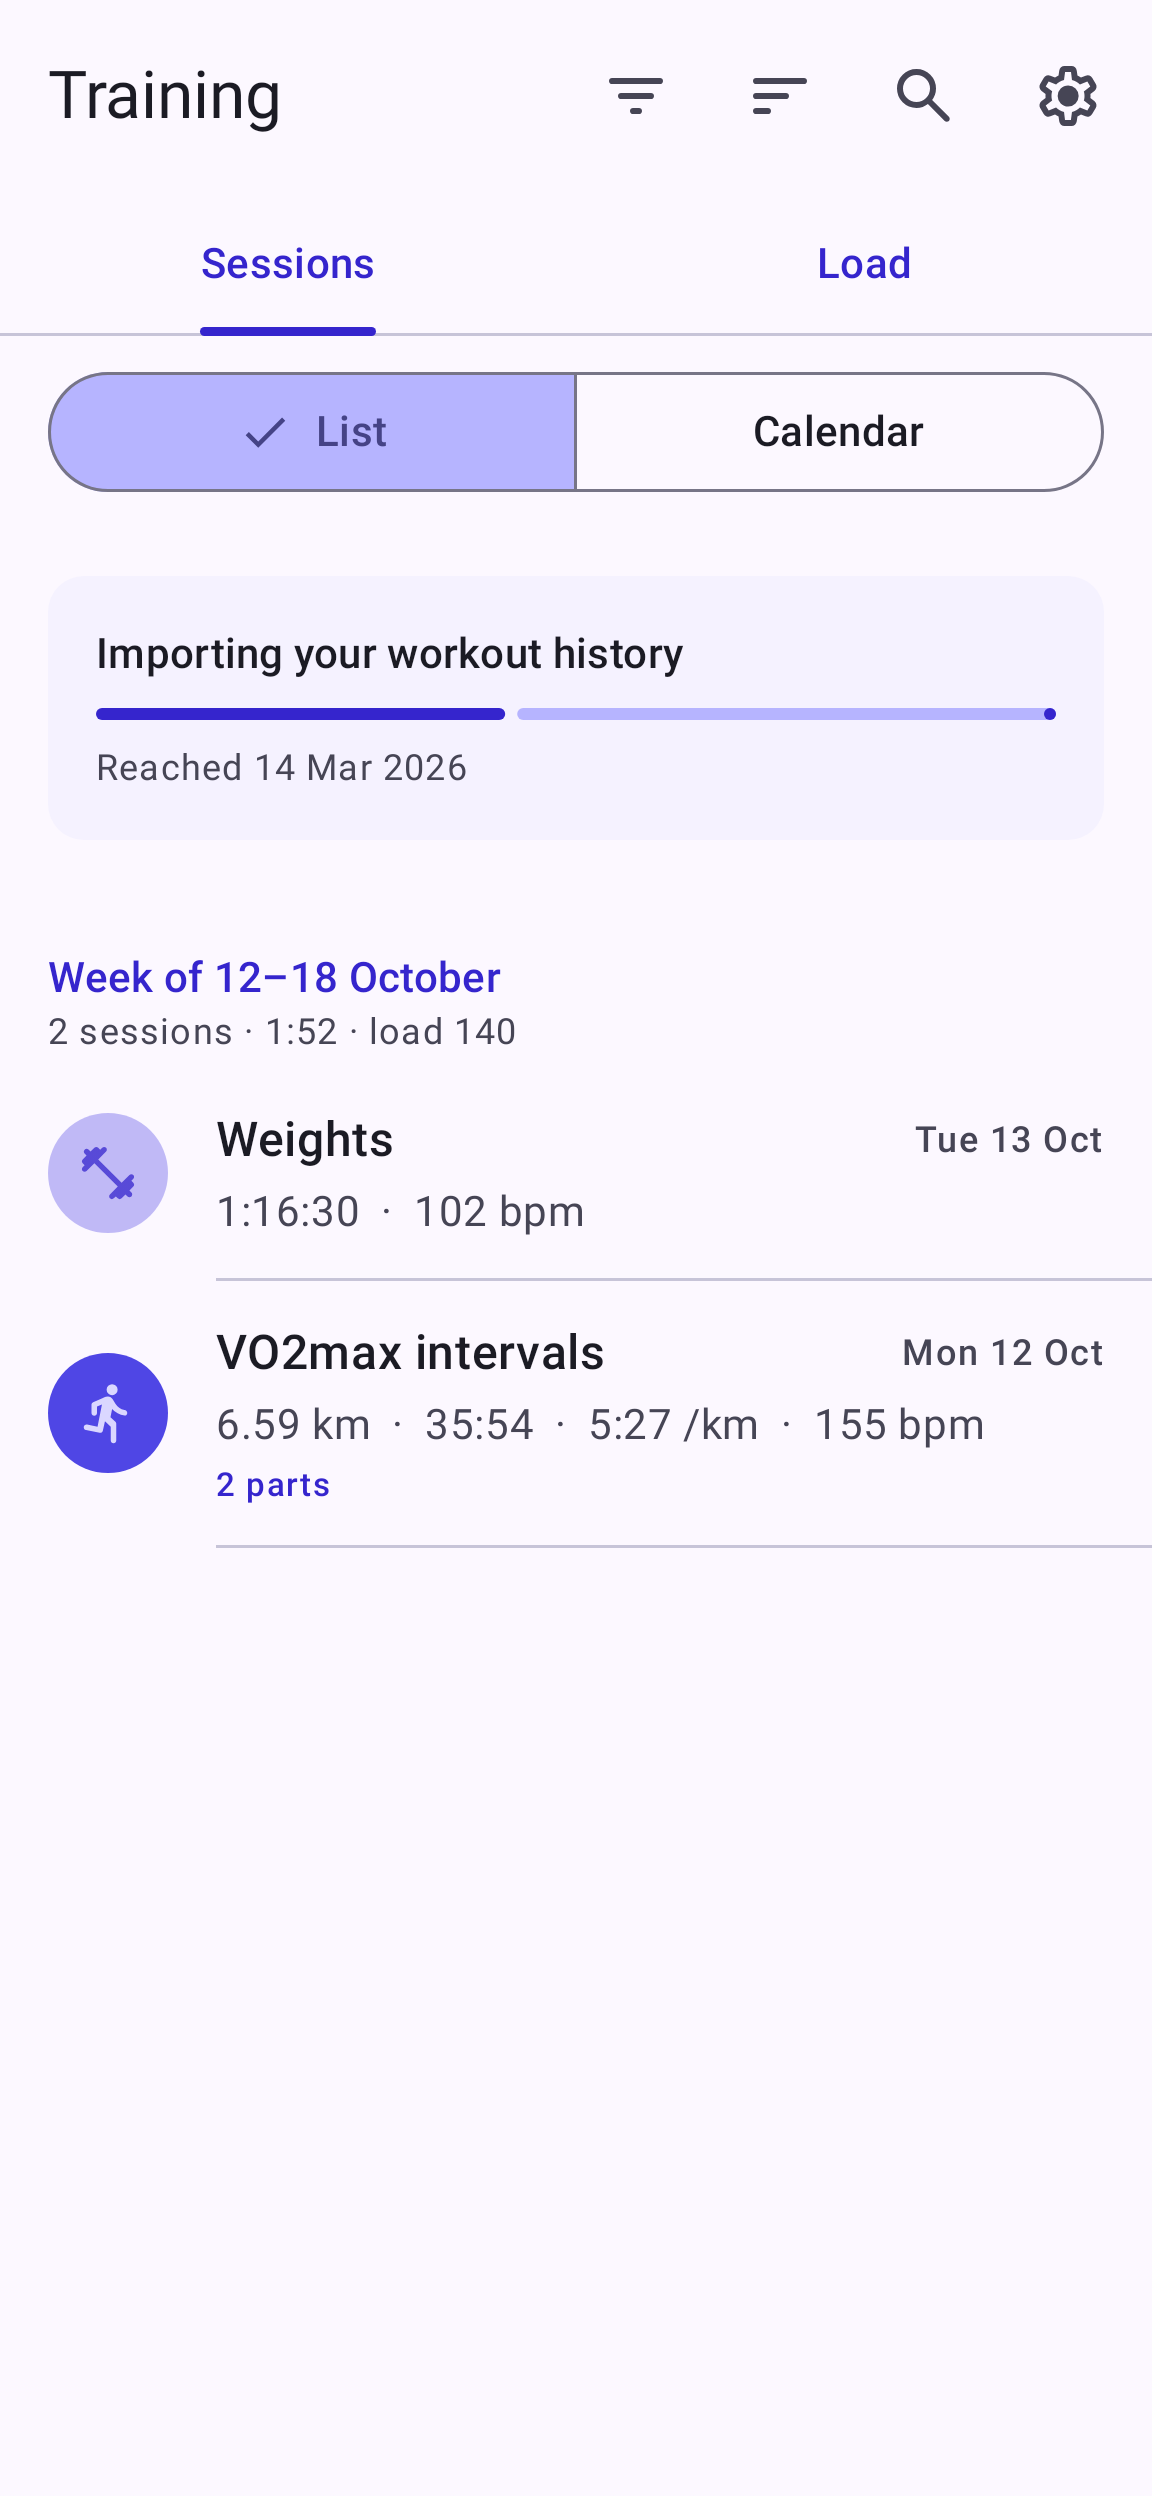 Training
Sessions
Load
List
Calendar
Importing your workout history
Reached 14 Mar 2026
Week of 12–18 October
2 sessions · 1:52 · load 140
Weights
Tue 13 Oct
1:16:30 · 102 bpm
VO2max intervals
Mon 12 Oct
6.59 km · 35:54 · 5:27 /km · 155 bpm
2 parts